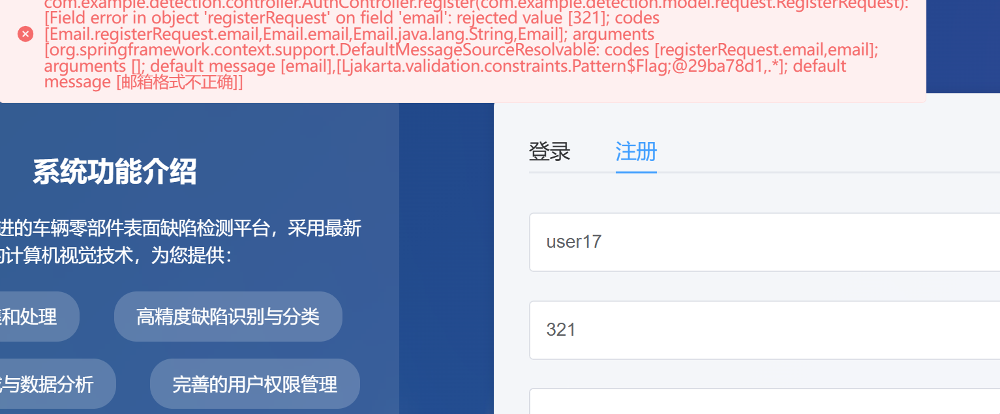 com.example.detection.controller.AuthController.register(com.example.detection.model.request.RegisterRequest):
[Field error in object 'registerRequest' on field 'email': rejected value [321]; codes
[Email.registerRequest.email,Email.email,Email.java.lang.String,Email]; arguments
[org.springframework.context.support.DefaultMessageSourceResolvable: codes [registerRequest.email,email];
arguments []; default message [email],[Ljakarta.validation.constraints.Pattern$Flag;@29ba78d1,.*]; default
message [邮箱格式不正确]]
系统功能介绍
进的车辆零部件表面缺陷检测平台，采用最新
的计算机视觉技术，为您提供：
和处理
高精度缺陷识别与分类
与数据分析
完善的用户权限管理
登录
注册
user17
321